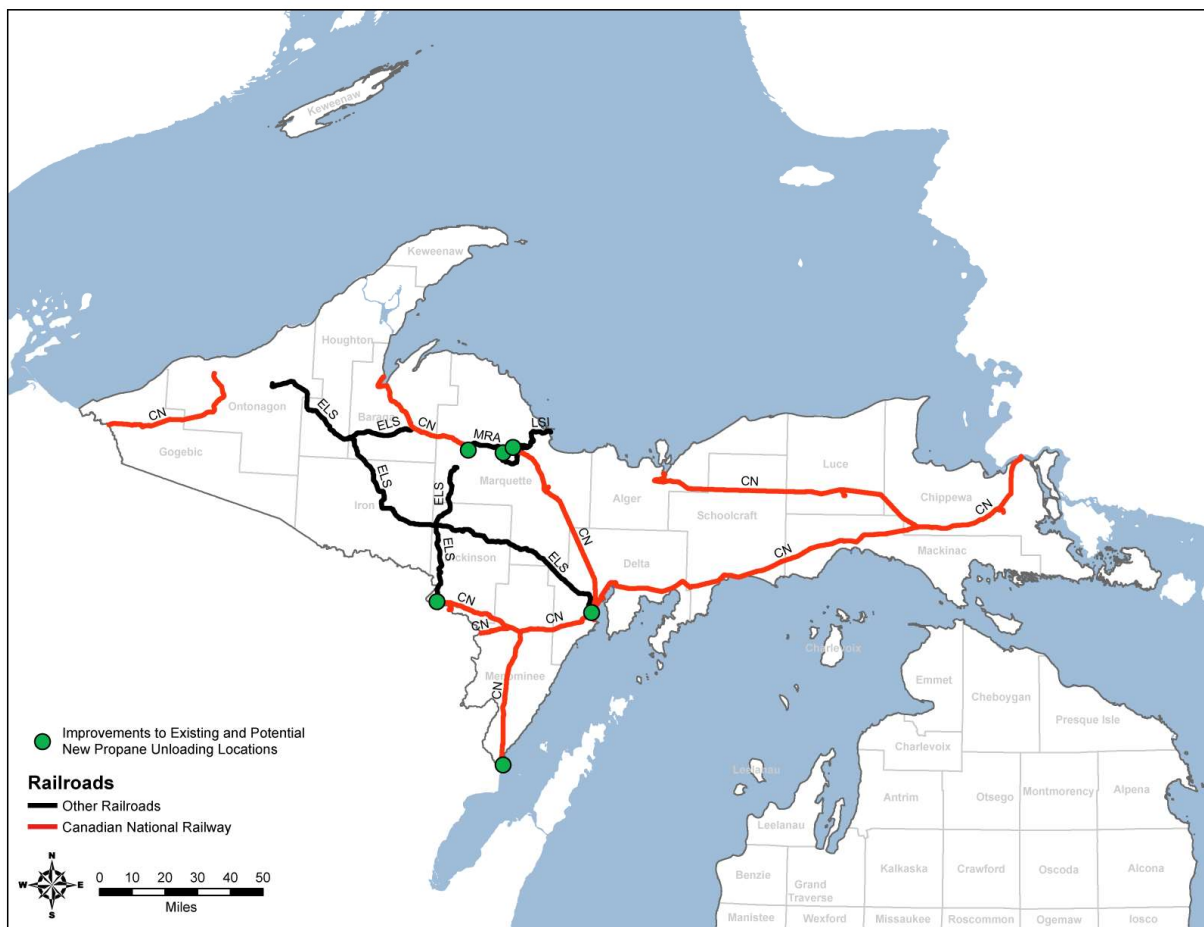 Keweenaw
Keweenaw
Houghton
Ontonagon
Baraga
Gogebic
Iron
Marquette
Dickinson
Alger
Schoolcraft
Luce
Chippewa
Mackinac
Delta
Menominee
CN
ELS
ELS
CN
MRA
LSI
ELS
ELS
ELS
ELS
CN
CN
CN
CN
CN
CN
CN
CN
Charlevoix
Emmet
Cheboygan
Presque Isle
Charlevoix
Leelanau
Leelanau
Antrim
Otsego
Montmorency
Alpena
Benzie
Grand
Traverse
Kalkaska
Crawford
Oscoda
Alcona
Manistee
Wexford
Missaukee
Roscommon
Ogemaw
Iosco
Improvements to Existing and Potential
New Propane Unloading Locations
Railroads
Other Railroads
Canadian National Railway
N
W
E
S
0 10 20 30 40 50
Miles